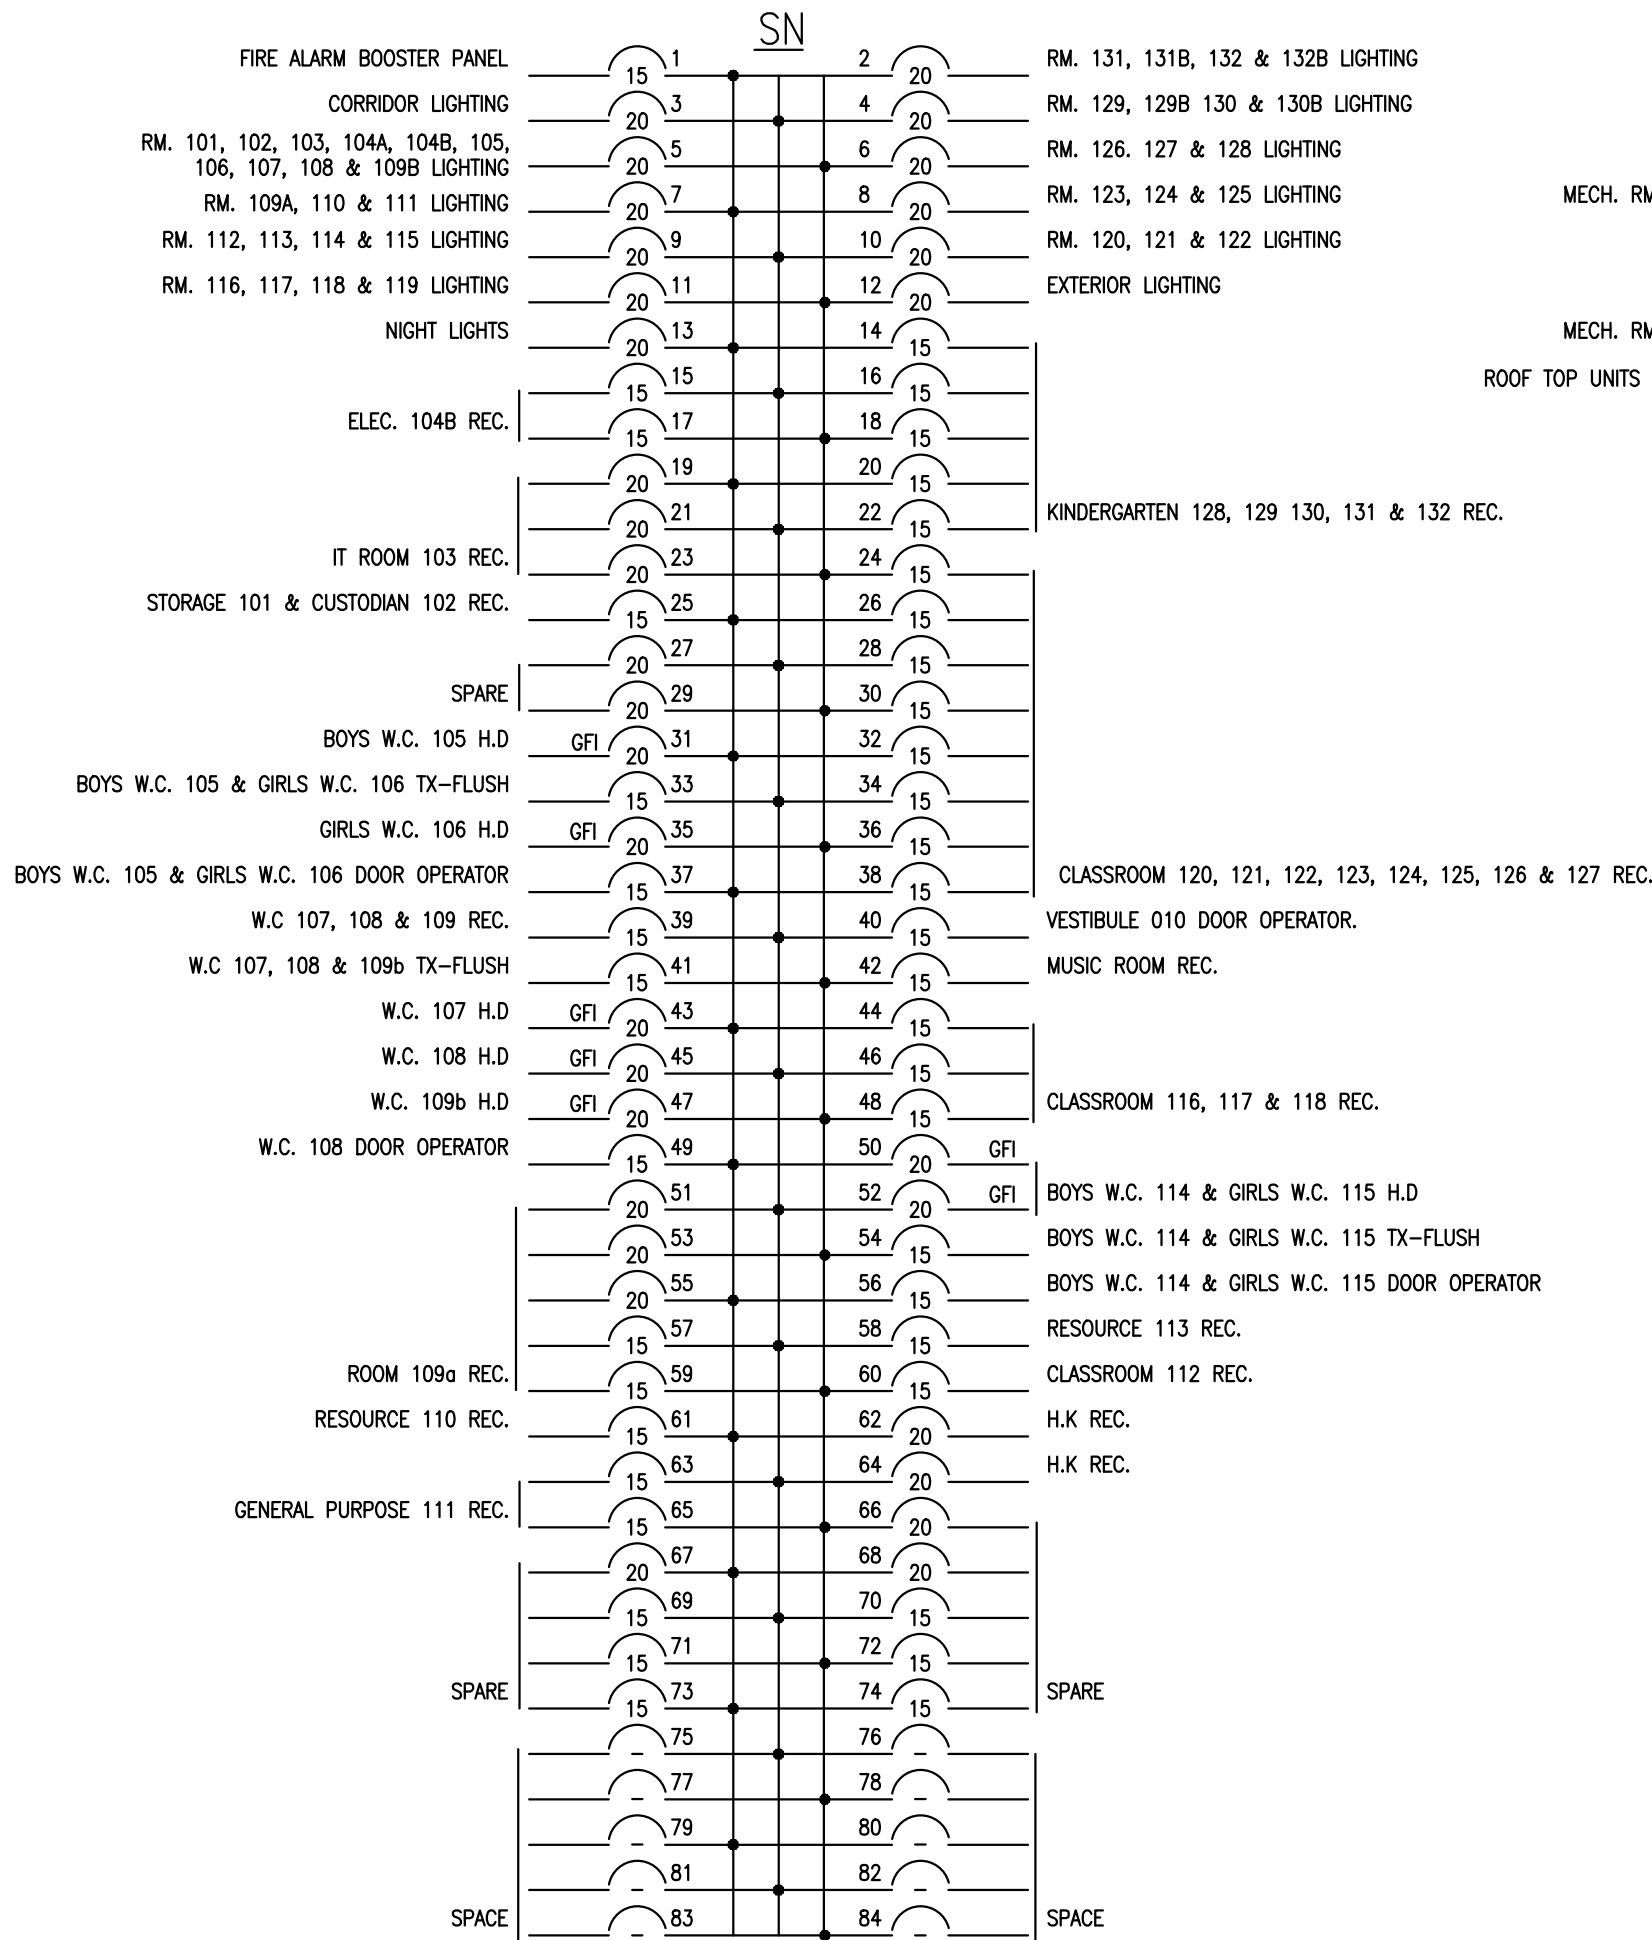 SN
FIRE ALARM BOOSTER PANEL 15 1 2 20 RM. 131, 131B, 132 & 132B LIGHTING
CORRIDOR LIGHTING 20 3 4 20 RM. 129, 129B 130 & 130B LIGHTING
RM. 101, 102, 103, 104A, 104B, 105,
106, 107, 108 & 109B LIGHTING 20 5 6 20 RM. 126. 127 & 128 LIGHTING
RM. 109A, 110 & 111 LIGHTING 20 7 8 20 RM. 123, 124 & 125 LIGHTING MECH. RM
RM. 112, 113, 114 & 115 LIGHTING 20 9 10 20 RM. 120, 121 & 122 LIGHTING
RM. 116, 117, 118 & 119 LIGHTING 20 11 12 20 EXTERIOR LIGHTING
NIGHT LIGHTS 20 13 14 15 MECH. RM
15 15 16 15 ROOF TOP UNITS
ELEC. 104B REC. 15 17 18 15
20 19 20 15
20 21 22 15 KINDERGARTEN 128, 129 130, 131 & 132 REC.
IT ROOM 103 REC. 20 23 24 15
STORAGE 101 & CUSTODIAN 102 REC. 15 25 26 15
20 27 28 15
SPARE 20 29 30 15
BOYS W.C. 105 H.D GFI 20 31 32 15
BOYS W.C. 105 & GIRLS W.C. 106 TX-FLUSH 15 33 34 15
GIRLS W.C. 106 H.D GFI 20 35 36 15
BOYS W.C. 105 & GIRLS W.C. 106 DOOR OPERATOR 15 37 38 15 CLASSROOM 120, 121, 122, 123, 124, 125, 126 & 127 REC.
W.C 107, 108 & 109 REC. 15 39 40 15 VESTIBULE 010 DOOR OPERATOR.
W.C 107, 108 & 109b TX-FLUSH 15 41 42 15 MUSIC ROOM REC.
W.C. 107 H.D GFI 20 43 44 15
W.C. 108 H.D GFI 20 45 46 15
W.C. 109b H.D GFI 20 47 48 15 CLASSROOM 116, 117 & 118 REC.
W.C. 108 DOOR OPERATOR 15 49 50 20 GFI
20 51 52 20 GFI BOYS W.C. 114 & GIRLS W.C. 115 H.D
20 53 54 15 BOYS W.C. 114 & GIRLS W.C. 115 TX-FLUSH
20 55 56 15 BOYS W.C. 114 & GIRLS W.C. 115 DOOR OPERATOR
15 57 58 15 RESOURCE 113 REC.
ROOM 109a REC. 15 59 60 15 CLASSROOM 112 REC.
RESOURCE 110 REC. 15 61 62 20 H.K REC.
15 63 64 20 H.K REC.
GENERAL PURPOSE 111 REC. 15 65 66 20
20 67 68 20
15 69 70 15
15 71 72 15
SPARE 15 73 74 15 SPARE
- 75 76 -
- 77 78 -
- 79 80 -
- 81 82 -
SPACE - 83 84 - SPACE